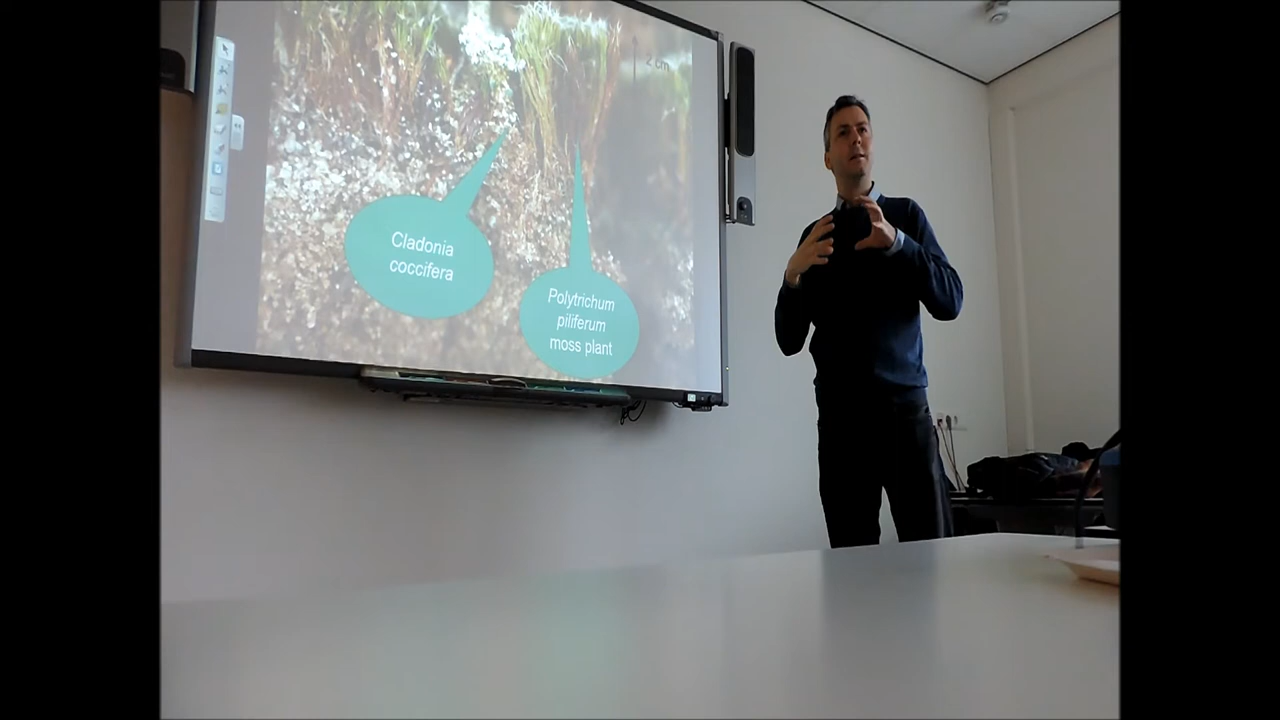 2 cm
Cladonia
coccifera
Polytrichum
piliferum
moss plant